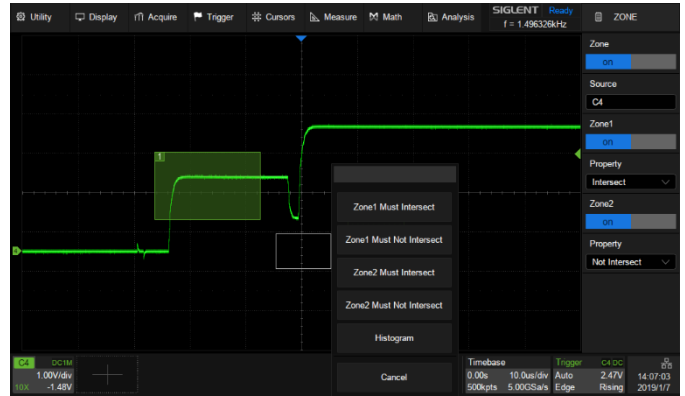 Utility
Display
Acquire
Trigger
Cursors
Measure
Math
Analysis
SIGLENT Ready
f = 1.496326kHz
ZONE
Zone
on
Source
C4
Zone1
on
Property
Intersect
Zone2
on
Property
Not Intersect
1
4
Zone1 Must Intersect
Zone1 Must Not Intersect
Zone2 Must Intersect
Zone2 Must Not Intersect
Histogram
Cancel
C4 DC1M
1.00V/div
10X -1.48V
Timebase
0.00s 10.0us/div
500kpts 5.00GSa/s
Trigger C4 DC
Auto 2.47V
Edge Rising
14:07:03
2019/1/7